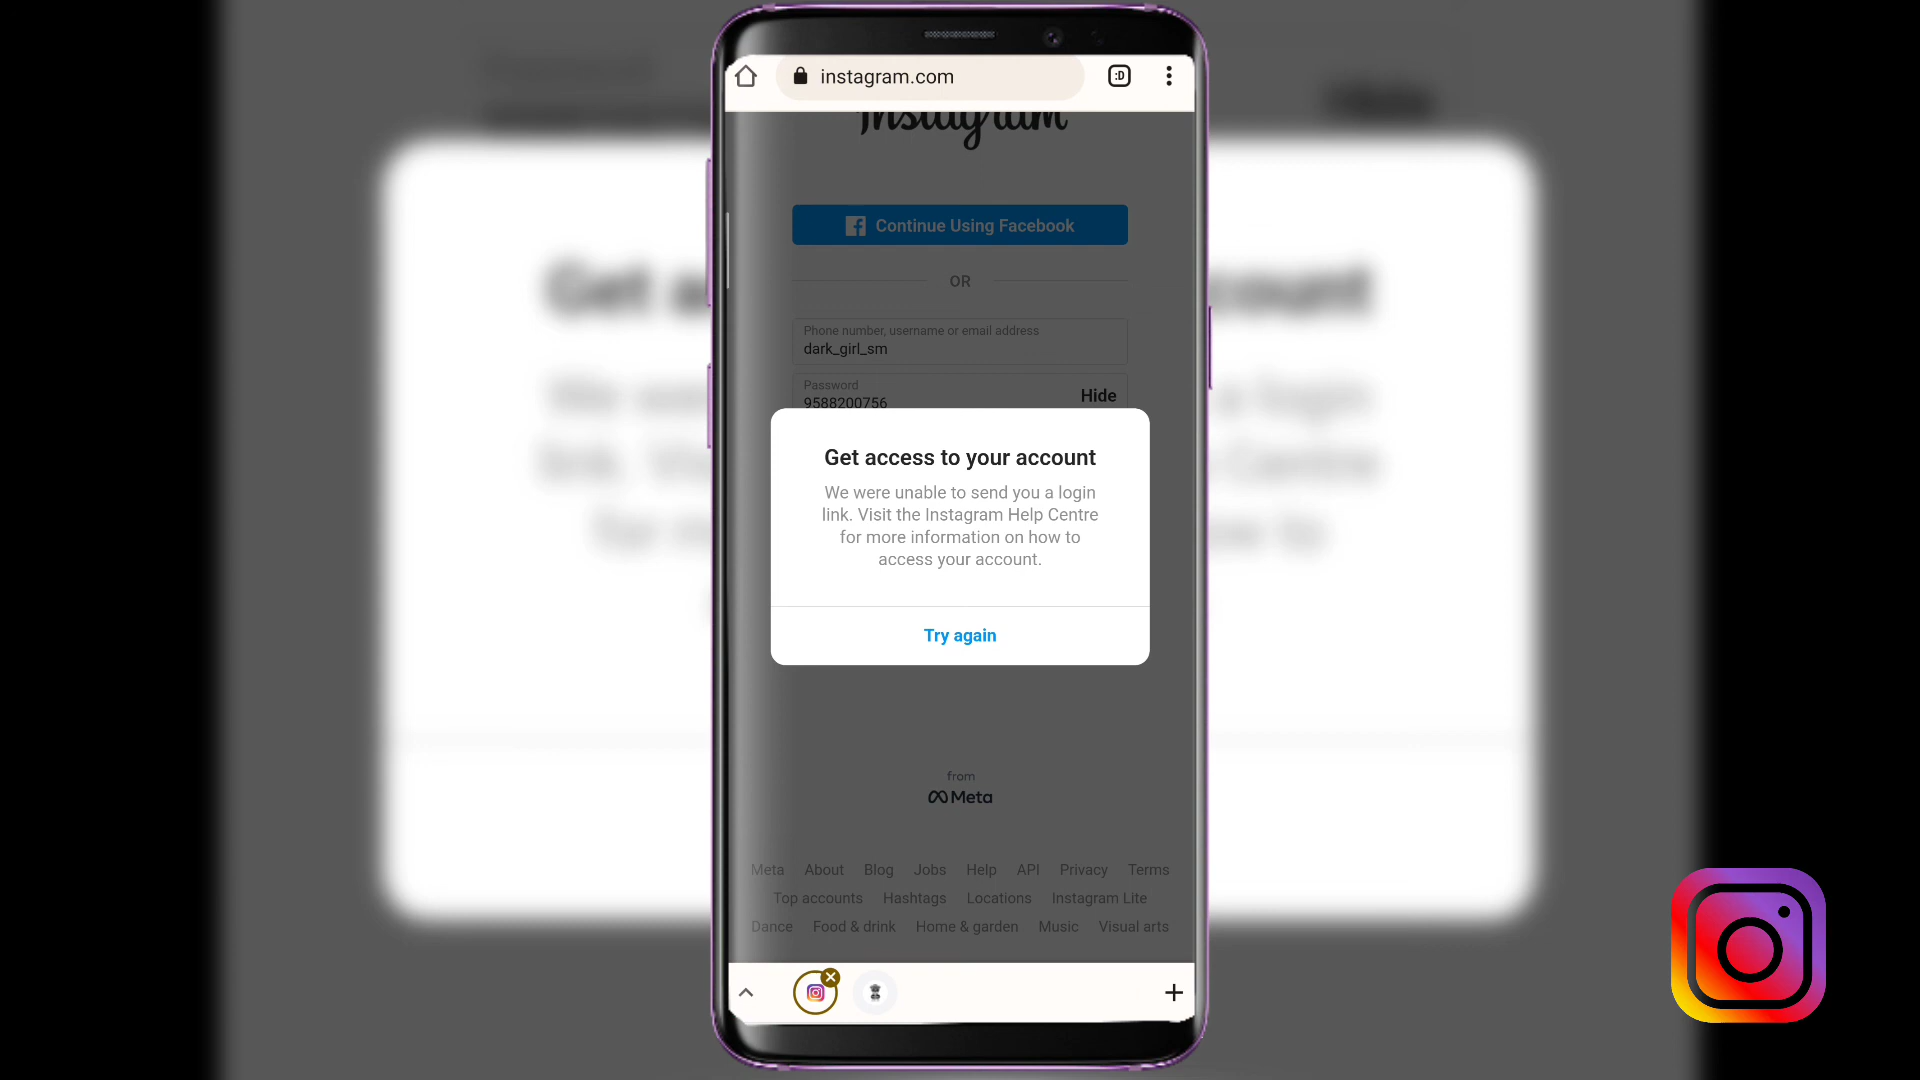 :D
instagram.com
Instagram
Continue Using Facebook
OR
Phone number, username or email address
dark_girl_sm
Password
Hide
9588200756
Get access to your account
We were unable to send you a login
link. Visit the Instagram Help Centre
for more information on how to
access your account.
Try again
from
Meta
Meta About Blog Jobs Help API Privacy Terms
Top accounts Hashtags Locations Instagram Lite
Dance Food & drink Home & garden Music Visual arts